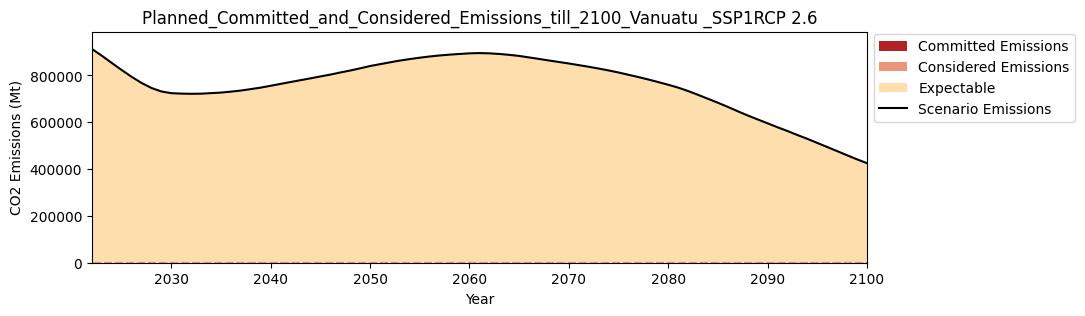 Planned_Committed_and_Considered_Emissions_till_2100_Vanuatu _SSP1RCP 2.6
CO2 Emissions (Mt)
800000
600000
400000
200000
0
2030 2040 2050 2060 2070 2080 2090 2100
Year
Committed Emissions
Considered Emissions
Expectable
Scenario Emissions